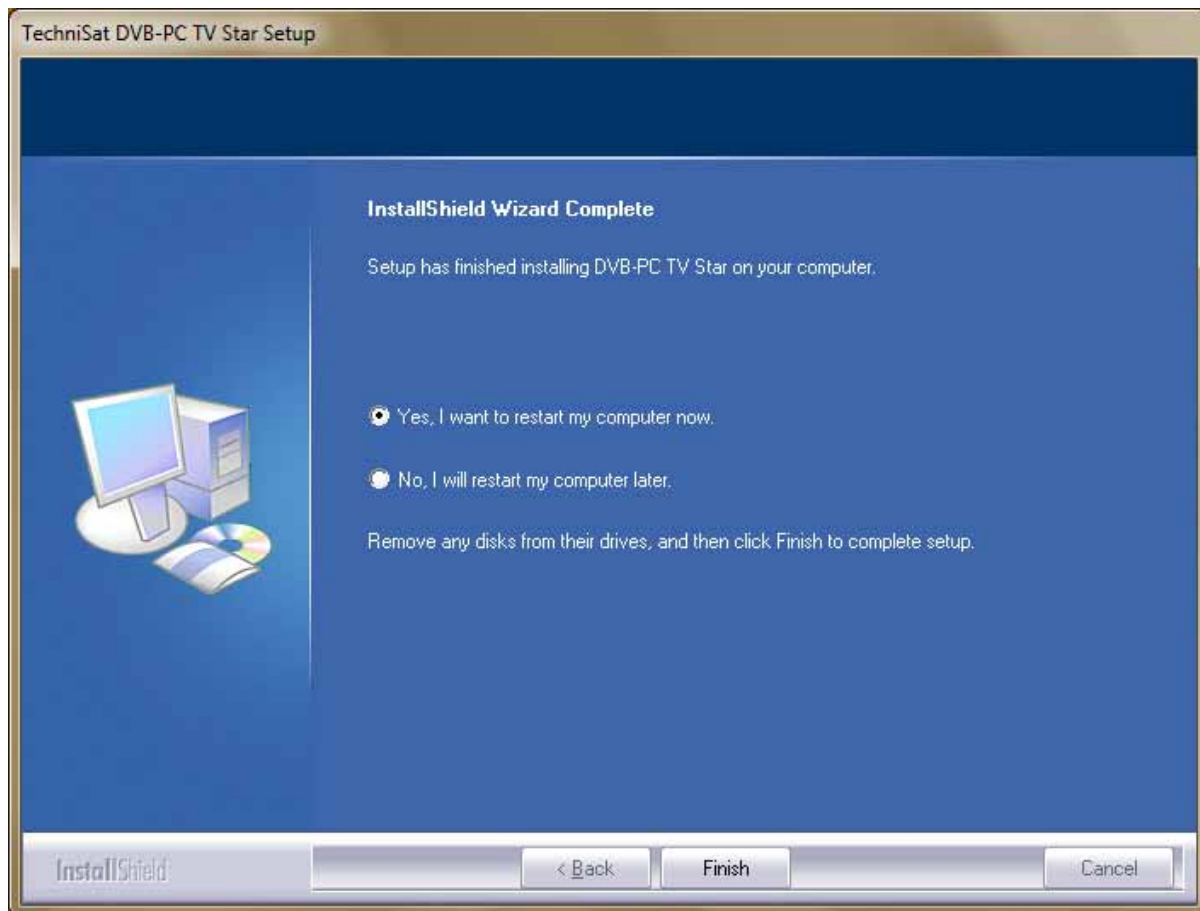 TechniSat DVB-PC TV Star Setup
InstallShield Wizard Complete
Setup has finished installing DVB-PC TV Star on your computer.
Yes, I want to restart my computer now.
No, I will restart my computer later.
Remove any disks from their drives, and then click Finish to complete setup.
InstallShield
< Back
Finish
Cancel